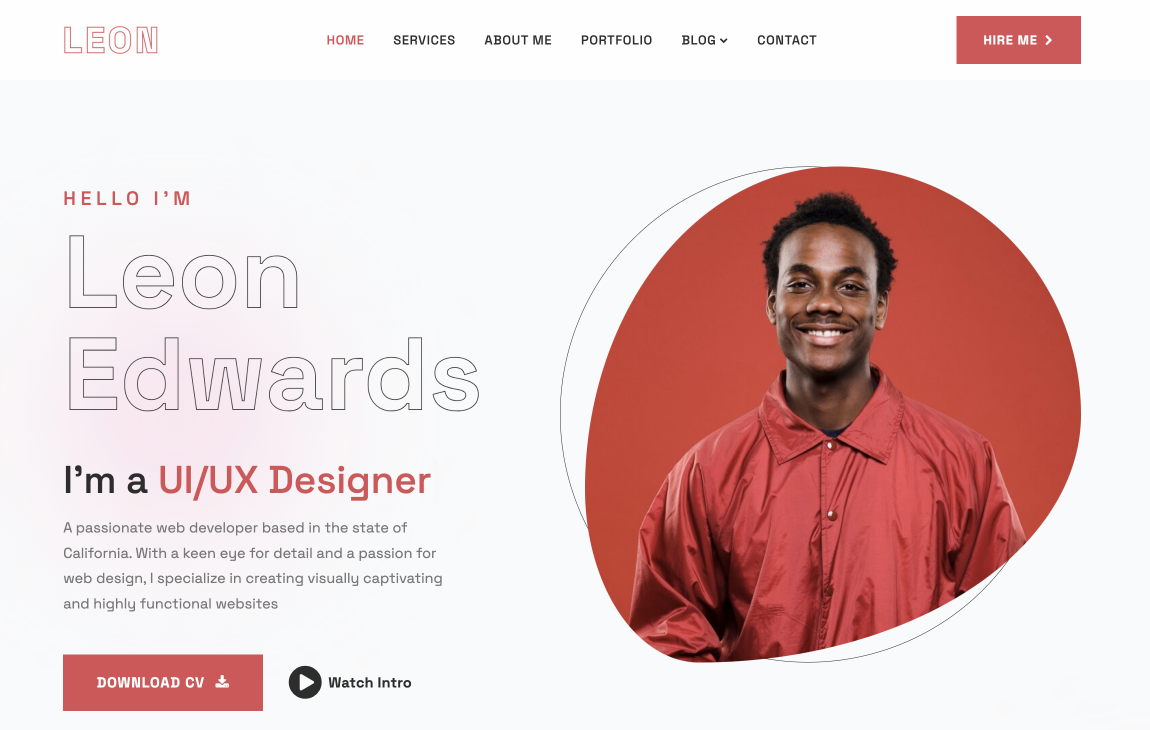 LEON
HOME SERVICES ABOUT ME PORTFOLIO BLOG CONTACT
HIRE ME
HELLO I'M
Leon
Edwards
I'm a UI/UX Designer
A passionate web developer based in the state of
California. With a keen eye for detail and a passion for
web design, I specialize in creating visually captivating
and highly functional websites
DOWNLOAD CV
Watch Intro